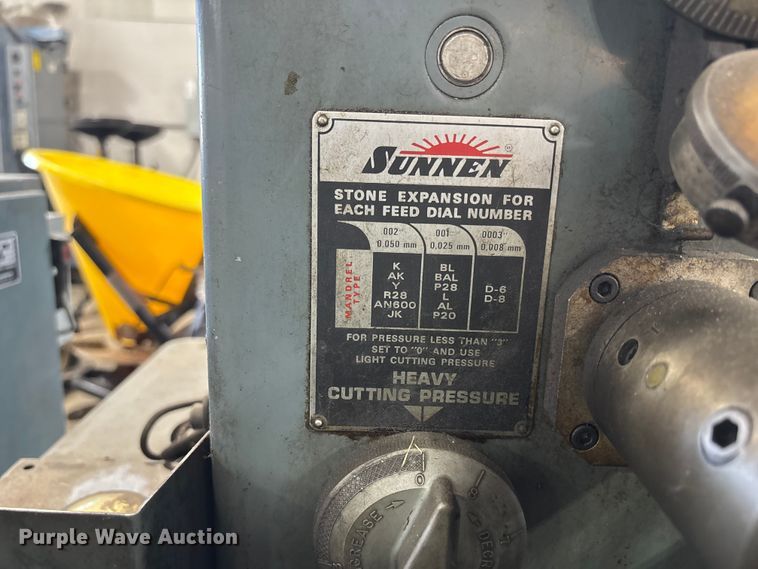 SUNNEN ®
STONE EXPANSION FOR
EACH FEED DIAL NUMBER
002" 001" 0003"
0,050 mm 0,025 mm 0,008 mm
MANDREL
TYPE
K
AK
Y
R28
AN600
JK
BL
BAL
P28
L
AL
P20
D-6
D-8
FOR PRESSURE LESS THAN "3"
SET TO "0" AND USE
LIGHT CUTTING PRESSURE
HEAVY
CUTTING PRESSURE
0
Purple Wave Auction®